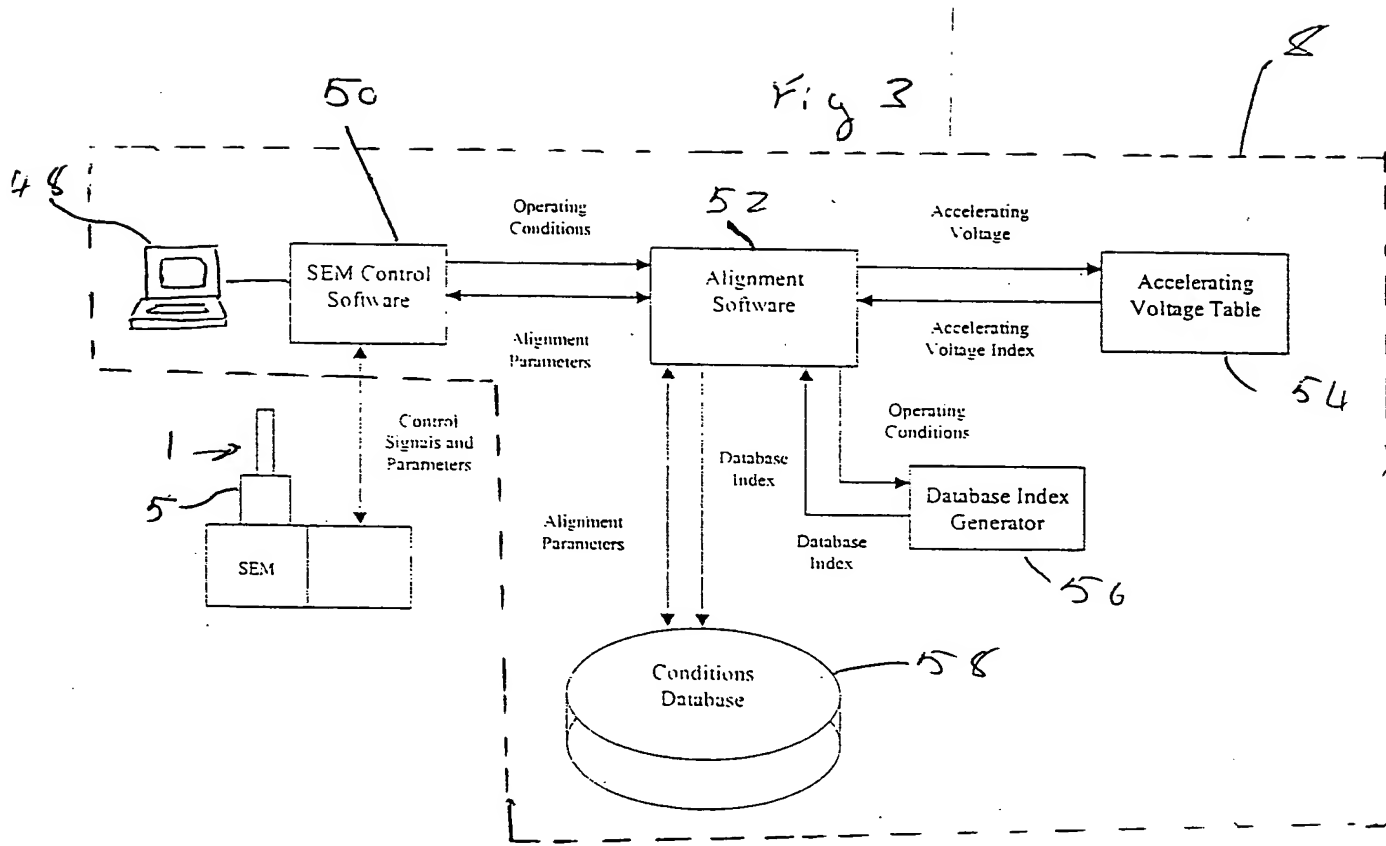 Fig 3
8
50
48
52
Operating
Conditions
Accelerating
Voltage
SEM Control
Software
Alignment
Software
Accelerating
Voltage Table
Alignment
Parameters
Accelerating
Voltage Index
54
1
5
Control
Signals and
Parameters
Operating
Conditions
Database
Index
SEM
Alignment
Parameters
Database Index
Generator
Database
Index
56
58
Conditions
Database